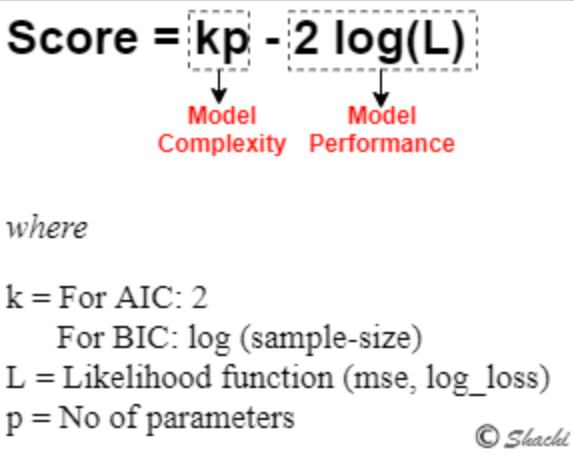 Score = kp - 2 log(L)
Model Complexity
Model Performance
where
k = For AIC: 2
For BIC: log (sample-size)
L = Likelihood function (mse, log_loss)
p = No of parameters
© Shachi